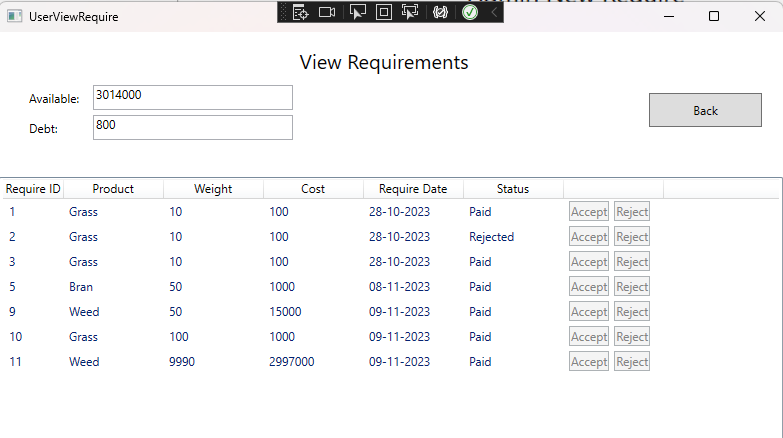 UserViewRequire
View Requirements
Available: 3014000
Debt: 800
Back
Require ID Product Weight Cost Require Date Status
1 Grass 10 100 28-10-2023 Paid Accept Reject
2 Grass 10 100 28-10-2023 Rejected Accept Reject
3 Grass 10 100 28-10-2023 Paid Accept Reject
5 Bran 50 1000 08-11-2023 Paid Accept Reject
9 Weed 50 15000 09-11-2023 Paid Accept Reject
10 Grass 100 1000 09-11-2023 Paid Accept Reject
11 Weed 9990 2997000 09-11-2023 Paid Accept Reject